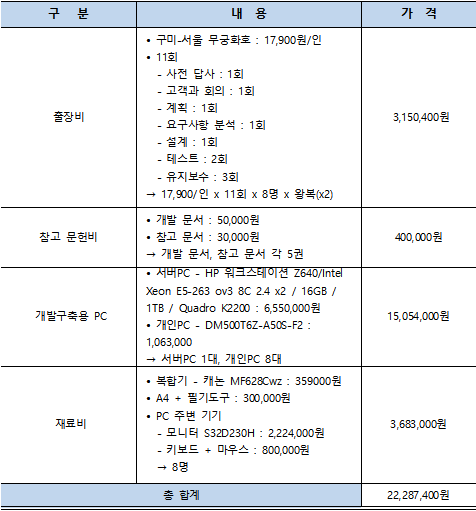 구 분 내 용 가 격
출장비
• 구미-서울 무궁화호 : 17,900원/인
• 11회
- 사전 답사 : 1회
- 고객과 회의 : 1회
- 계획 : 1회
- 요구사항 분석 : 1회
- 설계 : 1회
- 테스트 : 2회
- 유지보수 : 3회
→ 17,900/인 x 11회 x 8명 x 왕복(x2)
3,150,400원
참고 문헌비
• 개발 문서 : 50,000원
• 참고 문서 : 30,000원
→ 개발 문서, 참고 문서 각 5권
400,000원
개발구축용 PC
• 서버PC - HP 워크스테이션 Z640/Intel
Xeon E5-263 ov3 8C 2.4 x2 / 16GB /
1TB / Quadro K2200 : 6,550,000원
• 개인PC - DM500T6Z-A50S-F2 :
1,063,000
→ 서버PC 1대, 개인PC 8대
15,054,000원
재료비
• 복합기 - 캐논 MF628Cwz : 359000원
• A4 + 필기도구 : 300,000원
• PC 주변 기기
- 모니터 S32D230H : 2,224,000원
- 키보드 + 마우스 : 800,000원
→ 8명
3,683,000원
총 합계 22,287,400원